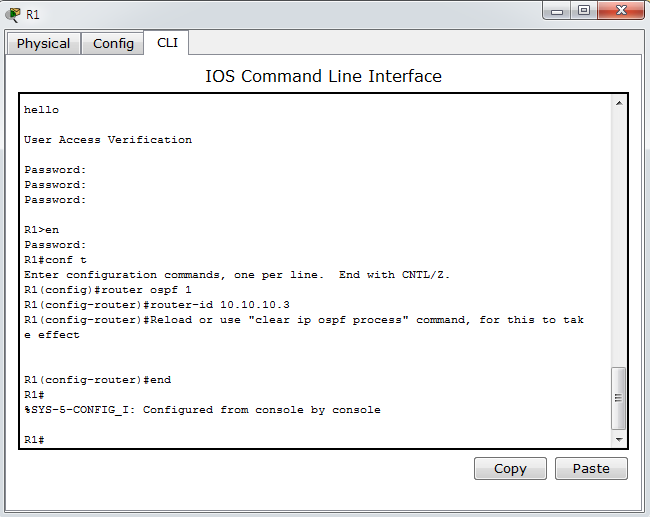 R1
Physical Config CLI
IOS Command Line Interface
hello
User Access Verification
Password:
Password:
Password:
R1>en
Password:
R1#conf t
Enter configuration commands, one per line.  End with CNTL/Z.
R1(config)#router ospf 1
R1(config-router)#router-id 10.10.10.3
R1(config-router)#Reload or use "clear ip ospf process" command, for this to tak
e effect
R1(config-router)#end
R1#
%SYS-5-CONFIG_I: Configured from console by console
R1#
Copy Paste